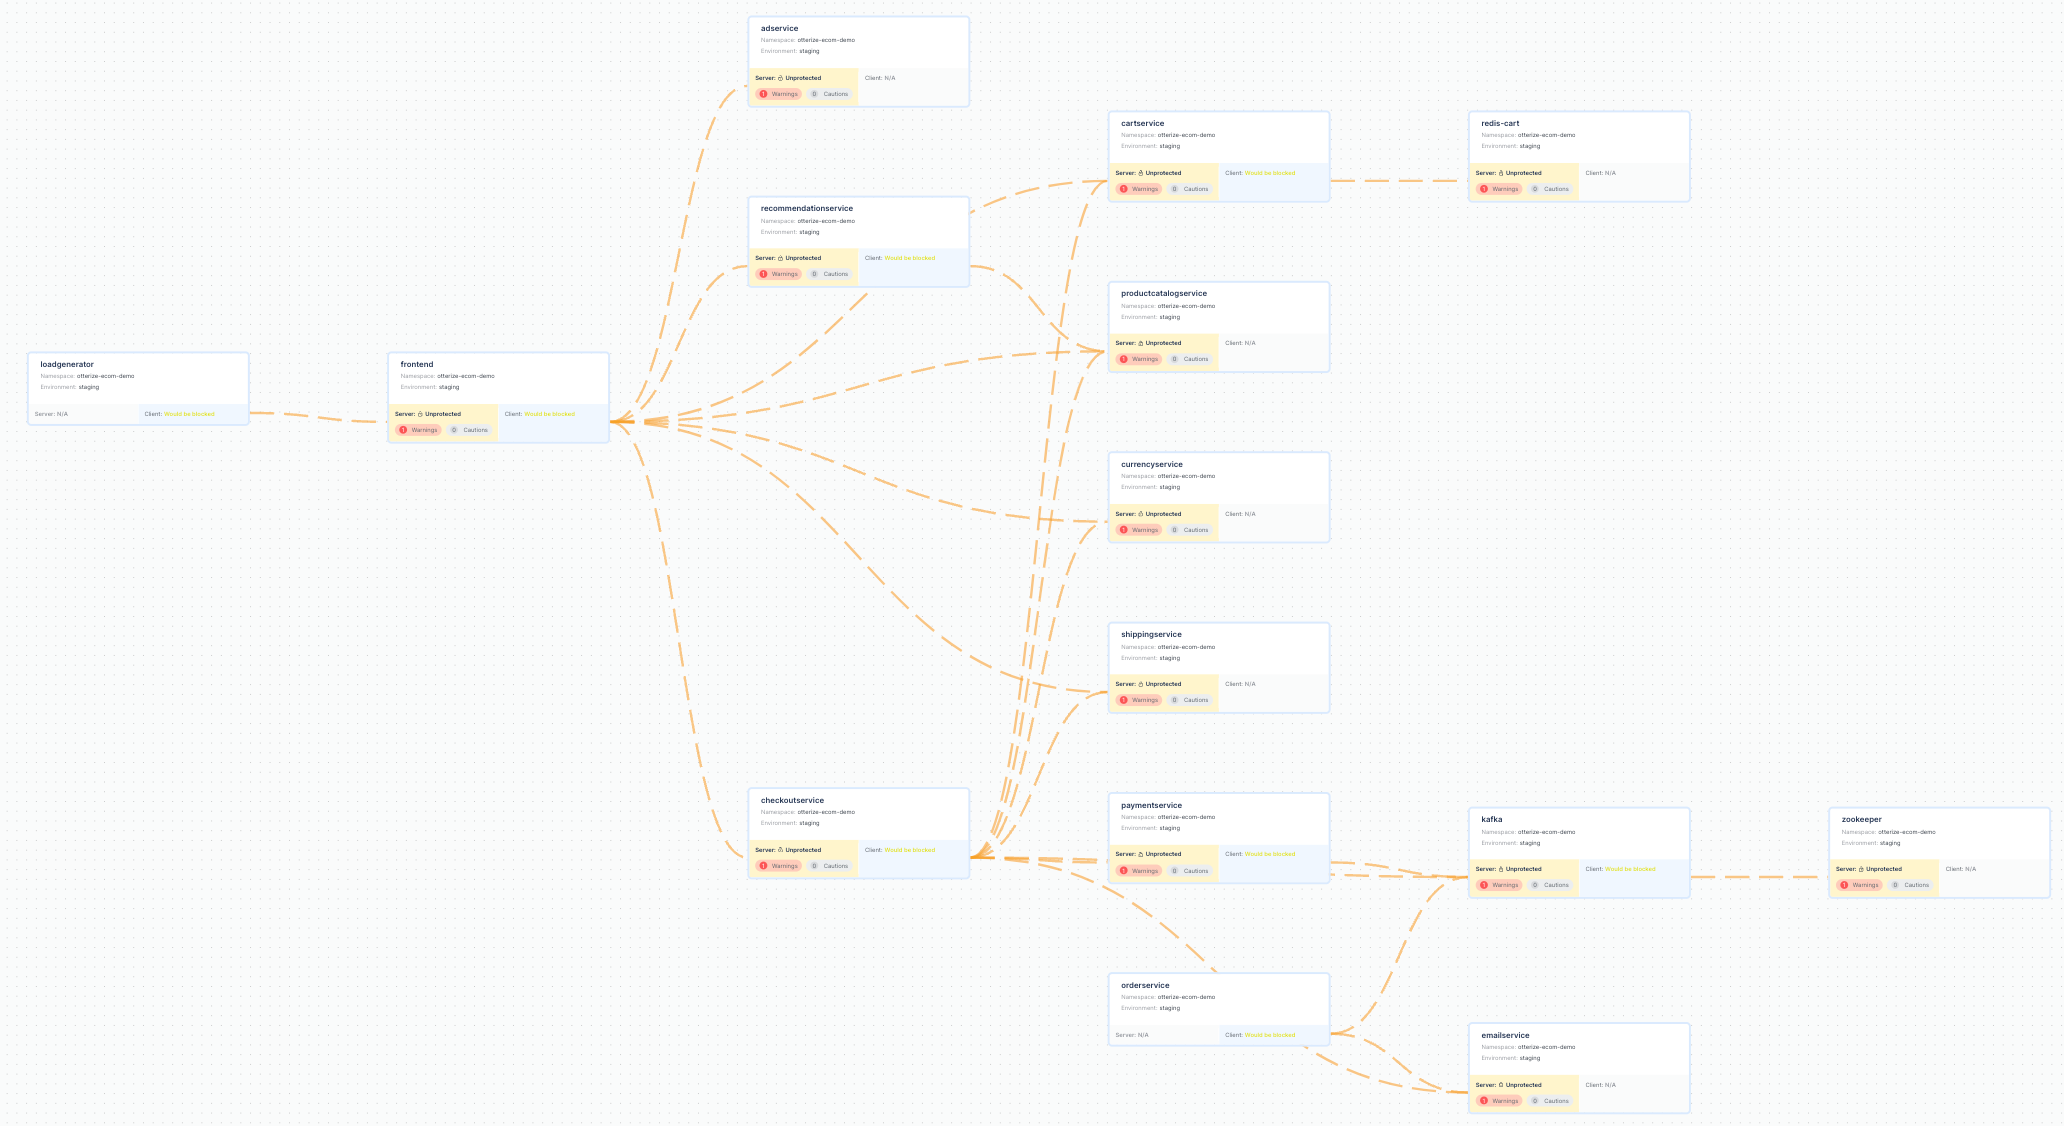 adservice
Namespace: otterize-ecom-demo
Environment: staging
Server: Unprotected
Client: N/A
1 Warnings 0 Cautions
cartservice
Namespace: otterize-ecom-demo
Environment: staging
Server: Unprotected
Client: Would be blocked
1 Warnings 0 Cautions
redis-cart
Namespace: otterize-ecom-demo
Environment: staging
Server: Unprotected
Client: N/A
1 Warnings 0 Cautions
recommendationservice
Namespace: otterize-ecom-demo
Environment: staging
Server: Unprotected
Client: Would be blocked
1 Warnings 0 Cautions
productcatalogservice
Namespace: otterize-ecom-demo
Environment: staging
Server: Unprotected
Client: N/A
1 Warnings 0 Cautions
loadgenerator
Namespace: otterize-ecom-demo
Environment: staging
Server: N/A
Client: Would be blocked
frontend
Namespace: otterize-ecom-demo
Environment: staging
Server: Unprotected
Client: Would be blocked
1 Warnings 0 Cautions
currencyservice
Namespace: otterize-ecom-demo
Environment: staging
Server: Unprotected
Client: N/A
1 Warnings 0 Cautions
shippingservice
Namespace: otterize-ecom-demo
Environment: staging
Server: Unprotected
Client: N/A
1 Warnings 0 Cautions
checkoutservice
Namespace: otterize-ecom-demo
Environment: staging
Server: Unprotected
Client: Would be blocked
1 Warnings 0 Cautions
paymentservice
Namespace: otterize-ecom-demo
Environment: staging
Server: Unprotected
Client: Would be blocked
1 Warnings 0 Cautions
kafka
Namespace: otterize-ecom-demo
Environment: staging
Server: Unprotected
Client: Would be blocked
1 Warnings 0 Cautions
zookeeper
Namespace: otterize-ecom-demo
Environment: staging
Server: Unprotected
Client: N/A
1 Warnings 0 Cautions
orderservice
Namespace: otterize-ecom-demo
Environment: staging
Server: N/A
Client: Would be blocked
emailservice
Namespace: otterize-ecom-demo
Environment: staging
Server: Unprotected
Client: N/A
1 Warnings 0 Cautions